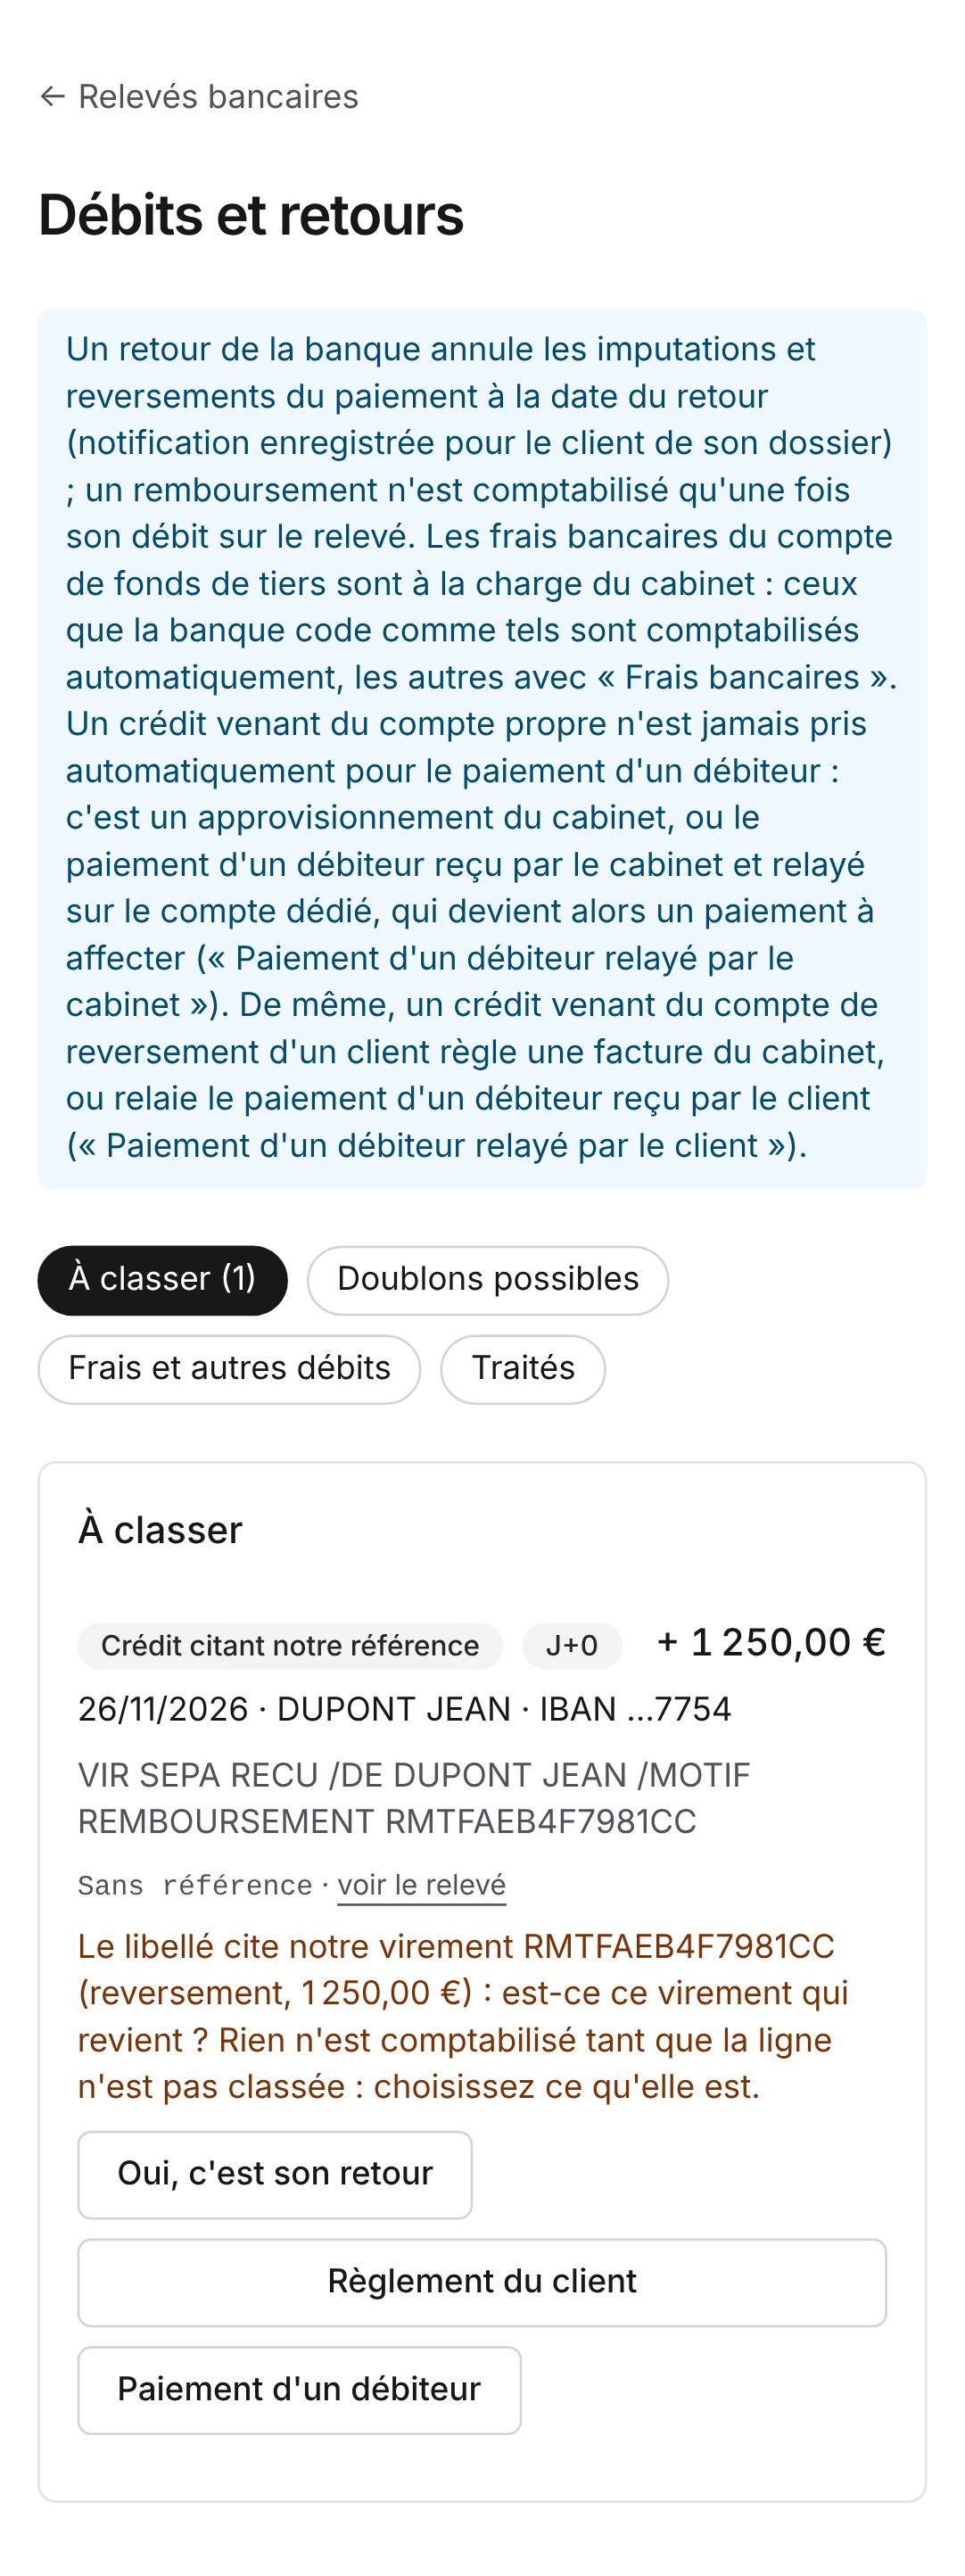 ← Relevés bancaires
Débits et retours
Un retour de la banque annule les imputations et
reversements du paiement à la date du retour
(notification enregistrée pour le client de son dossier)
; un remboursement n'est comptabilisé qu'une fois
son débit sur le relevé. Les frais bancaires du compte
de fonds de tiers sont à la charge du cabinet : ceux
que la banque code comme tels sont comptabilisés
automatiquement, les autres avec « Frais bancaires ».
Un crédit venant du compte propre n'est jamais pris
automatiquement pour le paiement d'un débiteur :
c'est un approvisionnement du cabinet, ou le
paiement d'un débiteur reçu par le cabinet et relayé
sur le compte dédié, qui devient alors un paiement à
affecter (« Paiement d'un débiteur relayé par le
cabinet »). De même, un crédit venant du compte de
reversement d'un client règle une facture du cabinet,
ou relaie le paiement d'un débiteur reçu par le client
(« Paiement d'un débiteur relayé par le client »).
À classer (1) Doublons possibles
Frais et autres débits Traités
À classer
Crédit citant notre référence J+0 + 1 250,00 €
26/11/2026 · DUPONT JEAN · IBAN …7754
VIR SEPA RECU /DE DUPONT JEAN /MOTIF
REMBOURSEMENT RMTFAEB4F7981CC
Sans référence · voir le relevé
Le libellé cite notre virement RMTFAEB4F7981CC
(reversement, 1 250,00 €) : est-ce ce virement qui
revient ? Rien n'est comptabilisé tant que la ligne
n'est pas classée : choisissez ce qu'elle est.
Oui, c'est son retour
Règlement du client
Paiement d'un débiteur